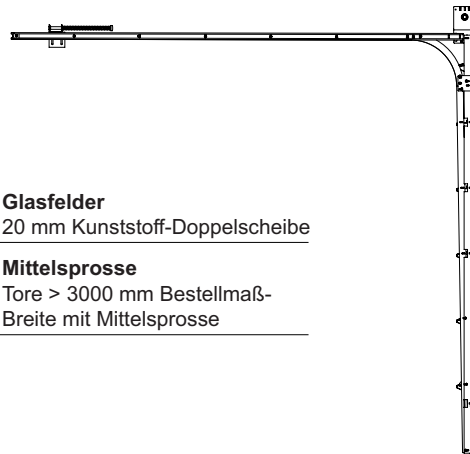 Glasfelder
20 mm Kunststoff-Doppelscheibe
Mittelsprosse
Tore > 3000 mm Bestellmaß-
Breite mit Mittelsprosse